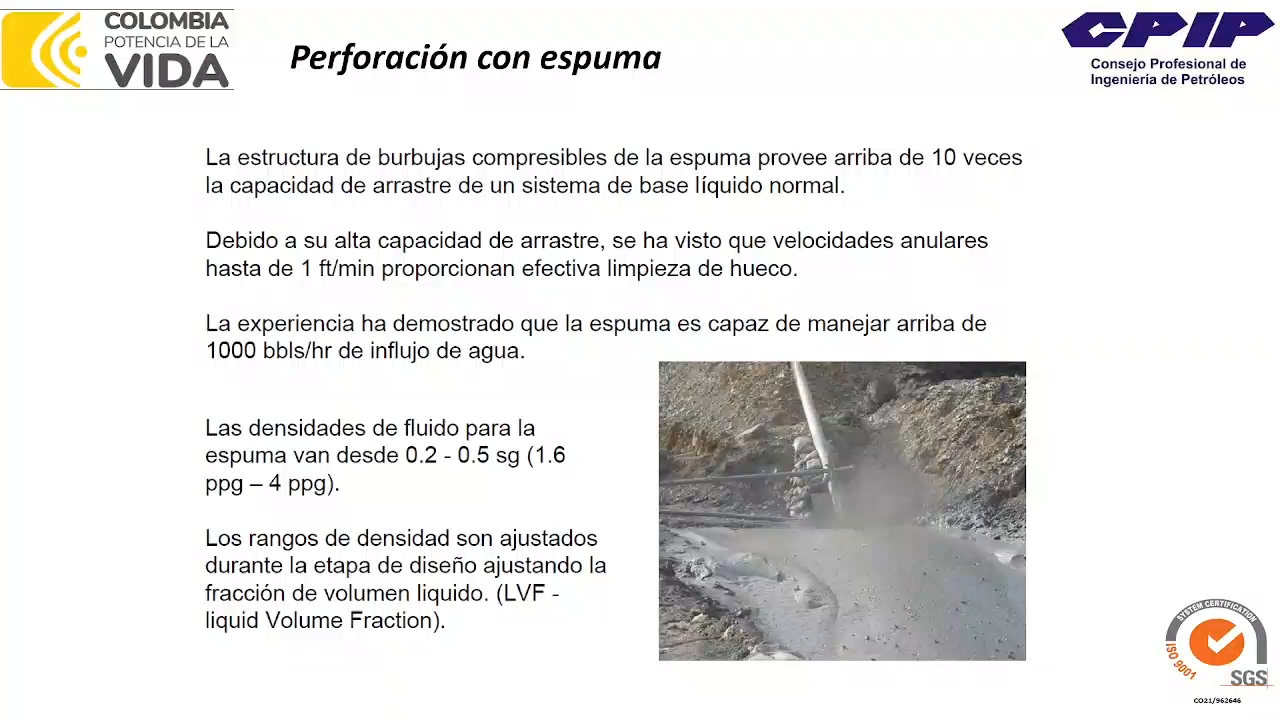 COLOMBIA
POTENCIA DE LA
VIDA
Perforación con espuma
CPIP
Consejo Profesional de
Ingeniería de Petróleos
La estructura de burbujas compresibles de la espuma provee arriba de 10 veces
la capacidad de arrastre de un sistema de base líquido normal.
Debido a su alta capacidad de arrastre, se ha visto que velocidades anulares
hasta de 1 ft/min proporcionan efectiva limpieza de hueco.
La experiencia ha demostrado que la espuma es capaz de manejar arriba de
1000 bbls/hr de influjo de agua.
Las densidades de fluido para la
espuma van desde 0.2 - 0.5 sg (1.6
ppg – 4 ppg).
Los rangos de densidad son ajustados
durante la etapa de diseño ajustando la
fracción de volumen liquido. (LVF -
liquid Volume Fraction).
SYSTEM CERTIFICATION
ISO 9001
SGS
CO21/962646